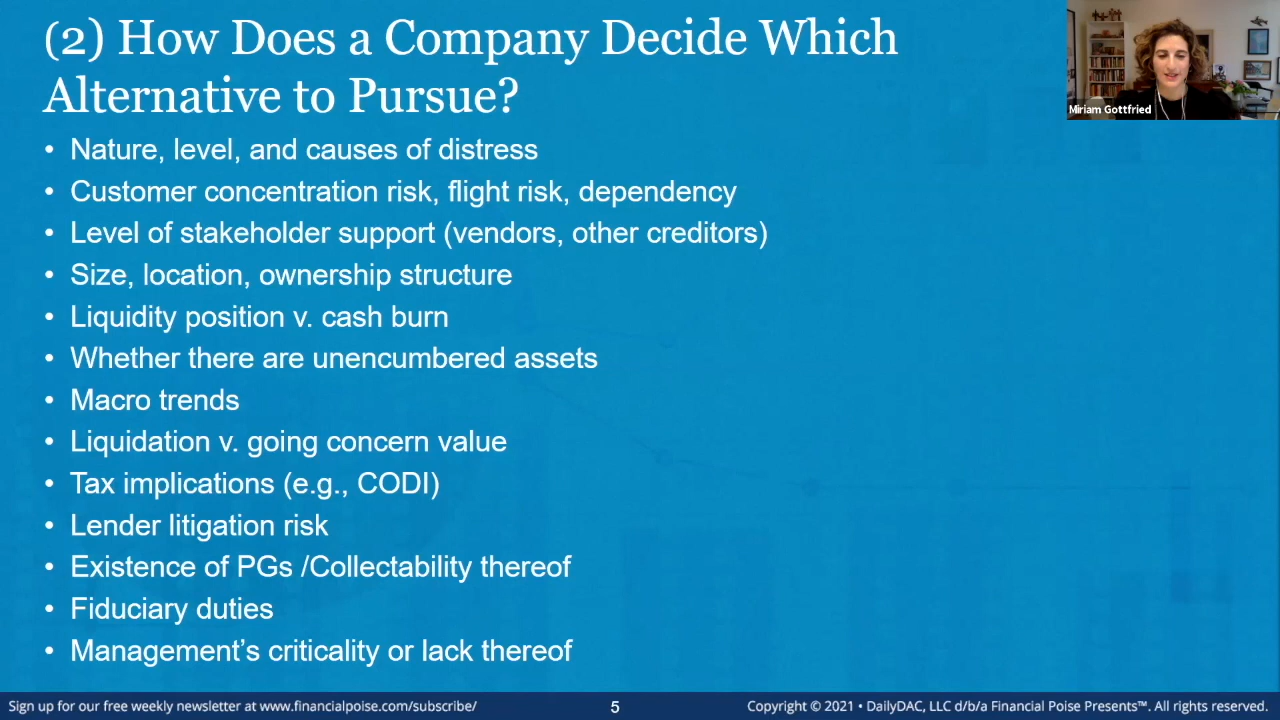 (2) How Does a Company Decide Which
Alternative to Pursue?
Miriam Gottfried
• Nature, level, and causes of distress
• Customer concentration risk, flight risk, dependency
• Level of stakeholder support (vendors, other creditors)
• Size, location, ownership structure
• Liquidity position v. cash burn
• Whether there are unencumbered assets
• Macro trends
• Liquidation v. going concern value
• Tax implications (e.g., CODI)
• Lender litigation risk
• Existence of PGs /Collectability thereof
• Fiduciary duties
• Management’s criticality or lack thereof
Sign up for our free weekly newsletter at www.financialpoise.com/subscribe/
5
Copyright © 2021 • DailyDAC, LLC d/b/a Financial Poise Presents™. All rights reserved.